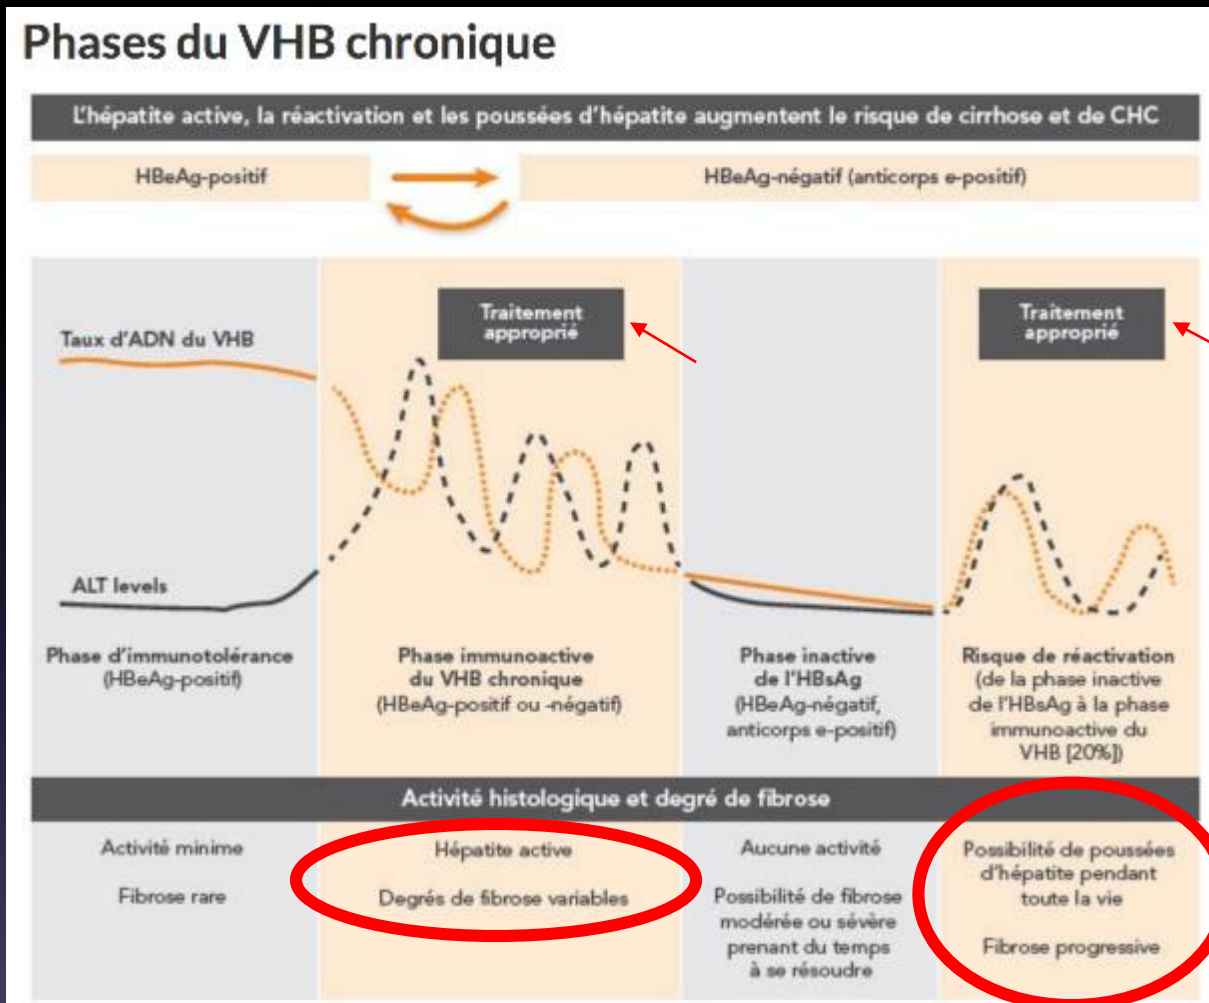 Phases du VHB chronique
L'hépatite active, la réactivation et les poussées d'hépatite augmentent le risque de cirrhose et de CHC
HBeAg-positif
HBeAg-négatif (anticorps e-positif)
Taux d'ADN du VHB
Traitement
approprié
Traitement
approprié
ALT levels
Phase d'immunotolérance
(HBeAg-positif)
Phase immunoactive
du VHB chronique
(HBeAg-positif ou -négatif)
Phase inactive
de l'HBsAg
(HBeAg-négatif,
anticorps e-positif)
Risque de réactivation
(de la phase inactive
de l'HBsAg à la phase
immunoactive du
VHB [20%])
Activité histologique et degré de fibrose
Activité minime
Fibrose rare
Hépatite active
Degrés de fibrose variables
Aucune activité
Possibilité de fibrose
modérée ou sévère
prenant du temps
à se résoudre
Possibilité de poussées
d'hépatite pendant
toute la vie
Fibrose progressive